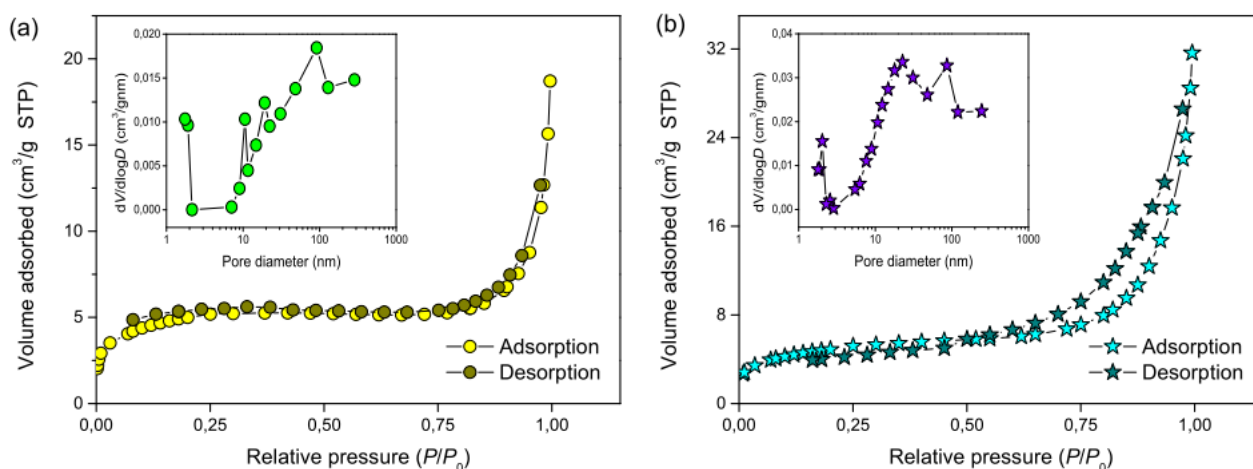 (a)
Volume adsorbed (cm³/g STP)
20
15
10
5
0
0,00 0,25 0,50 0,75 1,00
Relative pressure (P/P₀)
Adsorption
Desorption
dV/dlogD (cm³/gnm)
0,020
0,015
0,010
0,005
0,000
1 10 100 1000
Pore diameter (nm)
(b)
Volume adsorbed (cm³/g STP)
32
24
16
8
0
0,00 0,25 0,50 0,75 1,00
Relative pressure (P/P₀)
Adsorption
Desorption
dV/dlogD (cm³/gnm)
0,04
0,03
0,02
0,01
0,00
1 10 100 1000
Pore diameter (nm)